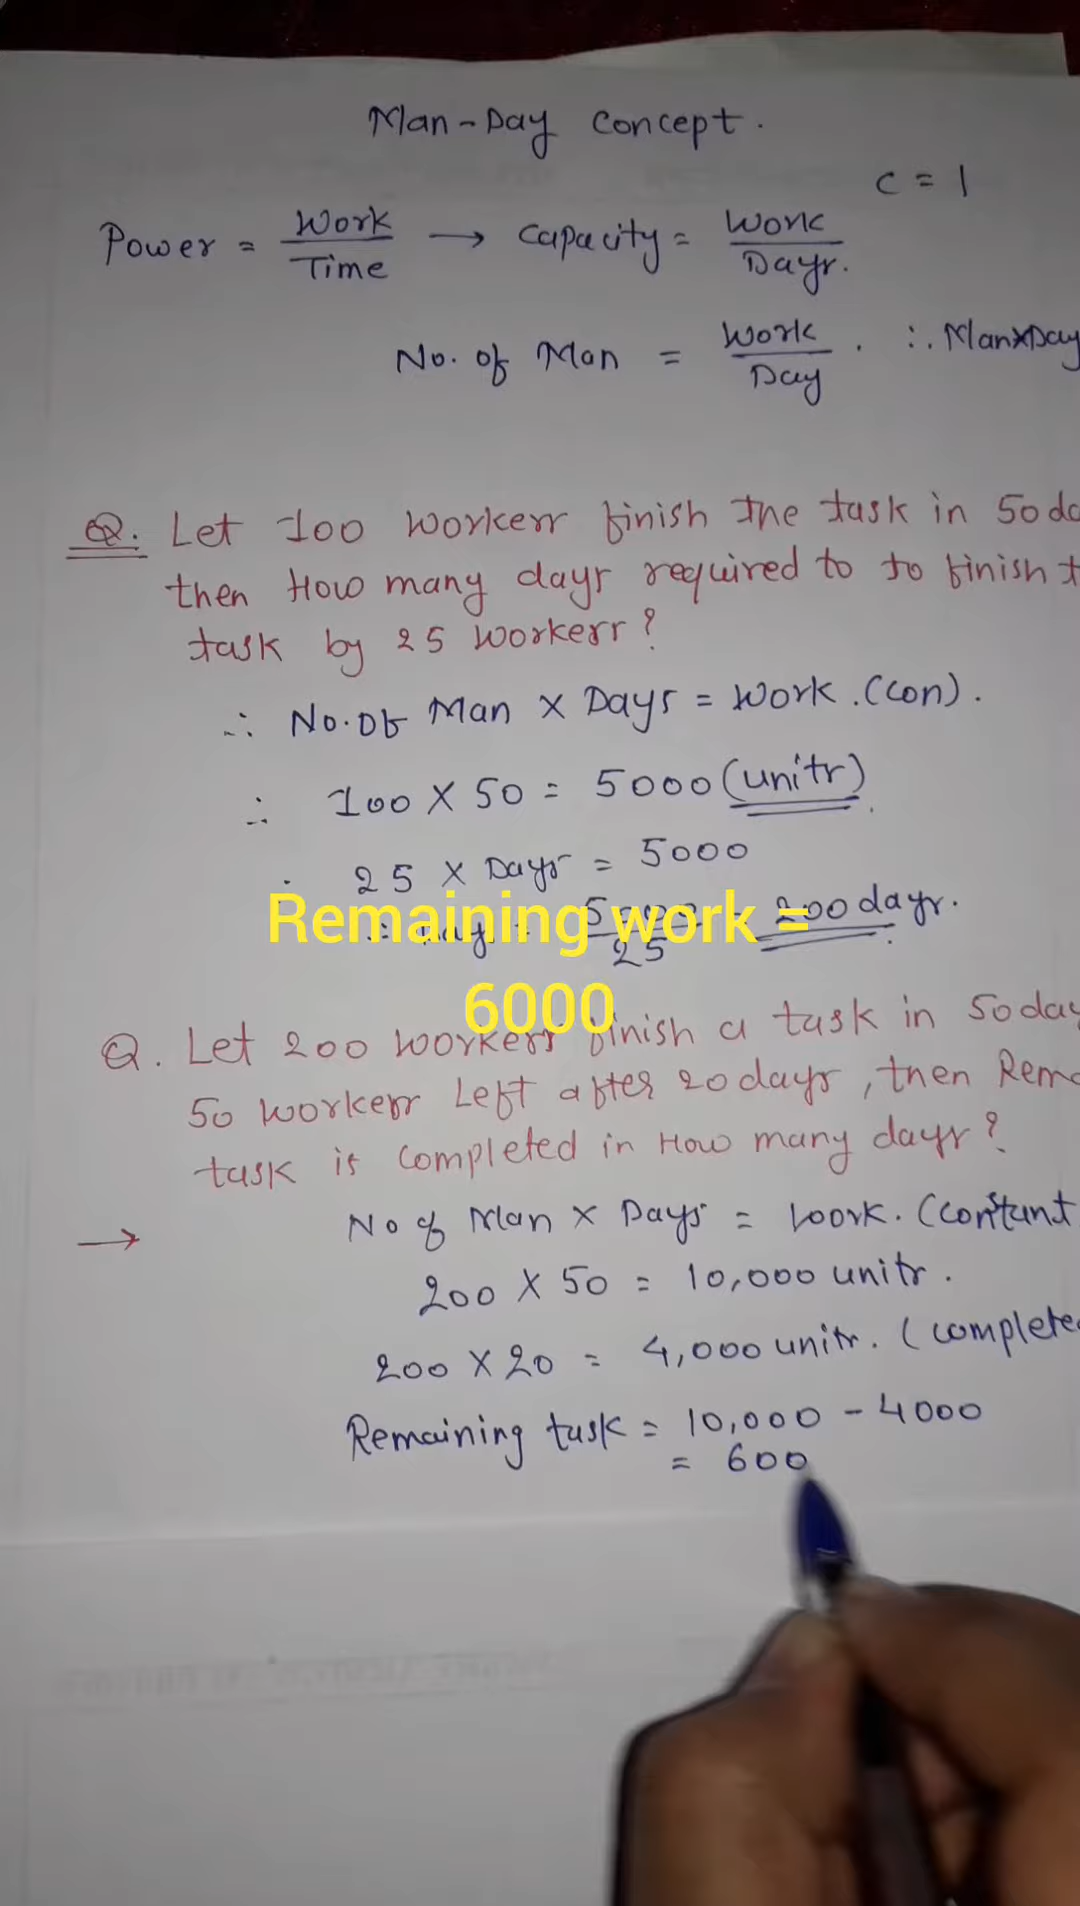 Man-Day Concept.
C = 1
Power = Work/Time → Capacity = Work/Days.
No. of Man = Work/Day. ∴ Man×Day
Q. Let 100 workers finish the task in 50 da
then How many days required to to finish t
task by 25 workers?
∴ No. of Man × Days = Work. (con).
∴ 100 × 50 = 5000 (units)
25 × Days = 5000
∴ Day = 5000/25 = 200 days.
Remaining work =
6000
Q. Let 200 workers finish a task in 50 day
50 workers Left after 20 days, then Rema
task is completed in How many days?
→ No of Man × Days = work. (constant
200 × 50 = 10,000 units.
200 × 20 = 4,000 units. (complete
Remaining task = 10,000 - 4000
= 600